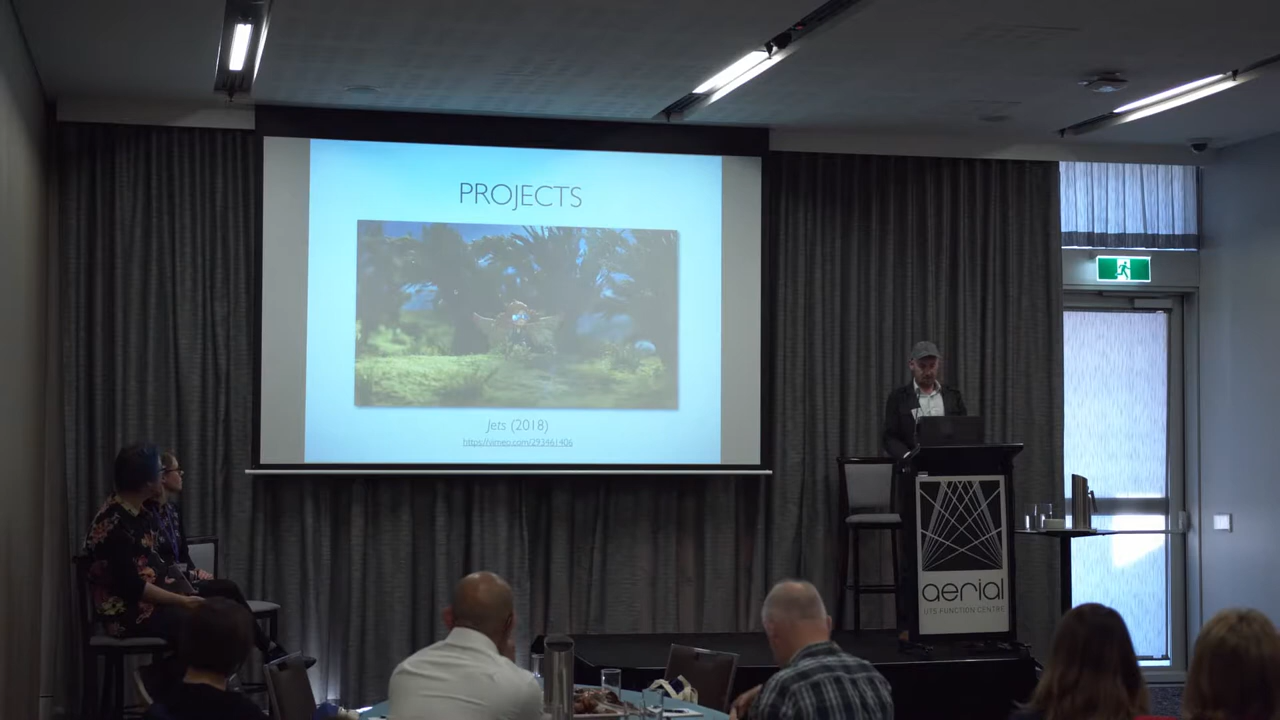 PROJECTS
Jets (2018)
https://vimeo.com/293461406
aerial
UTS FUNCTION CENTRE